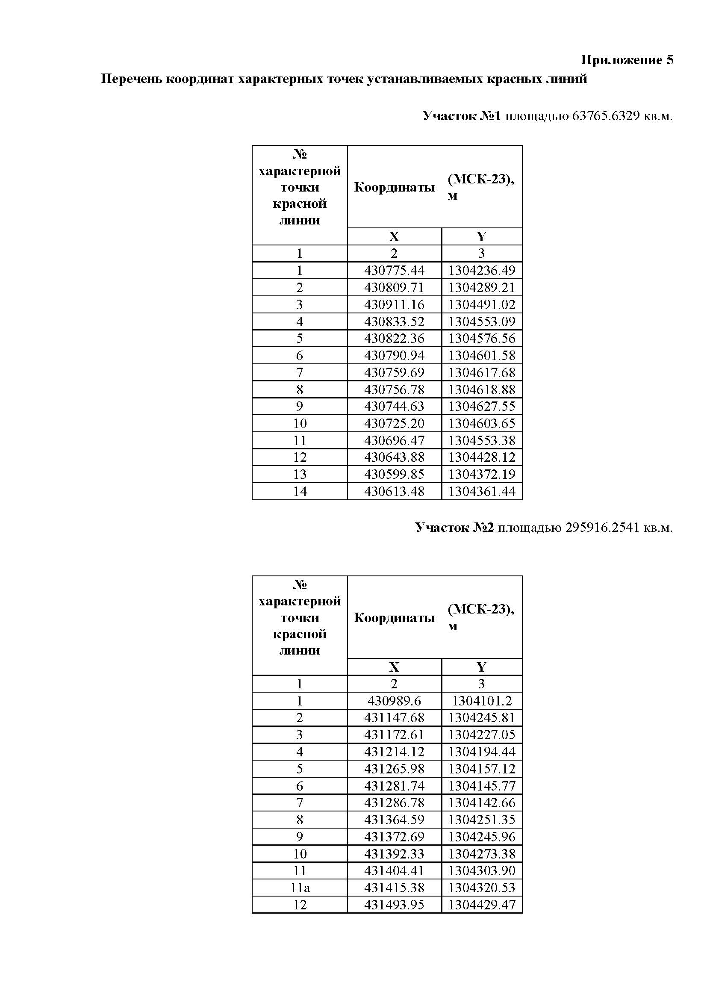 Приложение 5
Перечень координат характерных точек устанавливаемых красных линий
Участок №1 площадью 63765.6329 кв.м.
№
характерной
точки
красной
линии
Координаты (МСК-23), м
X Y
1 2 3
1 430775.44 1304236.49
2 430809.71 1304289.21
3 430911.16 1304491.02
4 430833.52 1304553.09
5 430822.36 1304576.56
6 430790.94 1304601.58
7 430759.69 1304617.68
8 430756.78 1304618.88
9 430744.63 1304627.55
10 430725.20 1304603.65
11 430696.47 1304553.38
12 430643.88 1304428.12
13 430599.85 1304372.19
14 430613.48 1304361.44
Участок №2 площадью 295916.2541 кв.м.
№
характерной
точки
красной
линии
Координаты (МСК-23), м
X Y
1 2 3
1 430989.6 1304101.2
2 431147.68 1304245.81
3 431172.61 1304227.05
4 431214.12 1304194.44
5 431265.98 1304157.12
6 431281.74 1304145.77
7 431286.78 1304142.66
8 431364.59 1304251.35
9 431372.69 1304245.96
10 431392.33 1304273.38
11 431404.41 1304303.90
11а 431415.38 1304320.53
12 431493.95 1304429.47